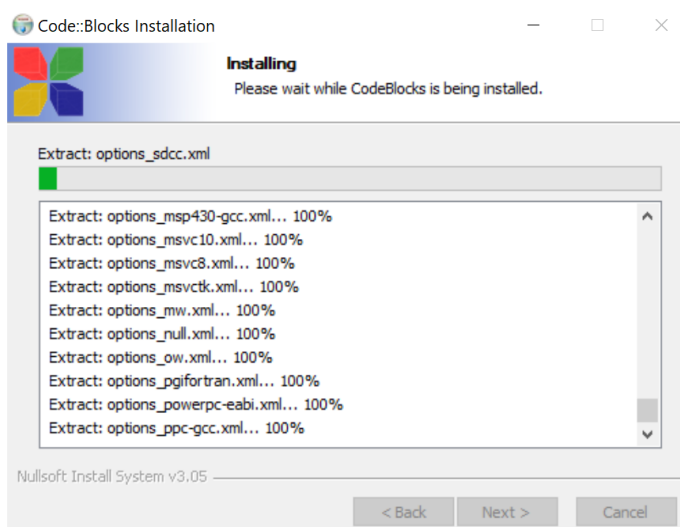 Code::Blocks Installation
Installing
Please wait while CodeBlocks is being installed.
Extract: options_sdcc.xml
Extract: options_msp430-gcc.xml... 100%
Extract: options_msvc10.xml... 100%
Extract: options_msvc8.xml... 100%
Extract: options_msvctk.xml... 100%
Extract: options_mw.xml... 100%
Extract: options_null.xml... 100%
Extract: options_ow.xml... 100%
Extract: options_pgifortran.xml... 100%
Extract: options_powerpc-eabi.xml... 100%
Extract: options_ppc-gcc.xml... 100%
Nullsoft Install System v3.05
< Back Next > Cancel